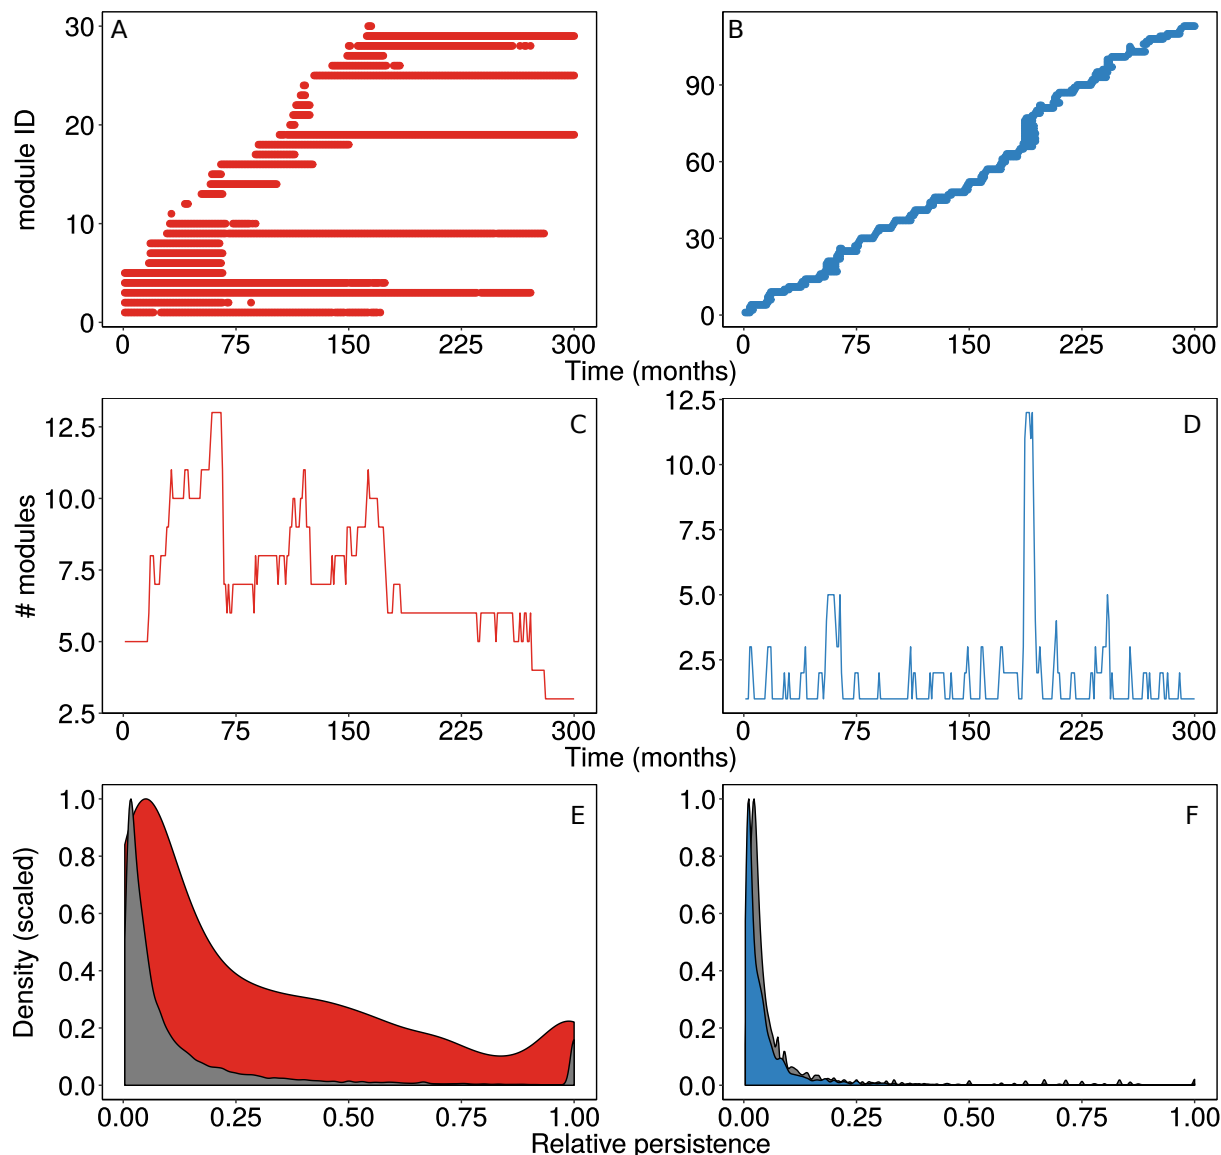 A
B
module ID
30
20
10
0
0 75 150 225 300
90
60
30
0
0 75 150 225 300
Time (months)
C
D
# modules
12.5
10.0
7.5
5.0
2.5
0 75 150 225 300
12.5
10.0
7.5
5.0
2.5
0 75 150 225 300
Time (months)
E
F
Density (scaled)
1.0
0.8
0.6
0.4
0.2
0.0
0.00 0.25 0.50 0.75 1.00
1.0
0.8
0.6
0.4
0.2
0.0
0.00 0.25 0.50 0.75 1.00
Relative persistence